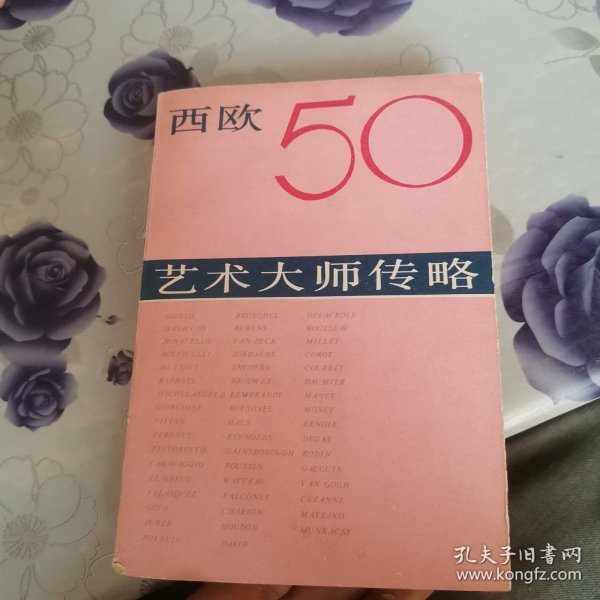 西欧 50
艺术大师传略
GIOTTO BRUEGHEL DELACROIX
MASACCIO RUBENS ROUSSEAU
DONATELLO VAN DYCK MILLET
BOTTICELLI JORDAENS COROT
DA VINCI SNYDERS COURBET
RAPHAEL BROUWER DAUMIER
MICHELANGELO REMBRANDT MANET
GIORGIONE RUYSDAEL MONET
TITIAN HALS RENOIR
VERONES REYNOLDS DEGAS
TINTORETTO GAINSBOROUGH RODIN
CARAVAGGIO POUSSIN GAUGUIN
EL GRECO WATTEAU VAN GOGH
VELASQUEZ FALCONET CÉZANNE
GOYA CHARDIN MATEJKO
DURER HOUDON MUNKÁCSY
HOLBEIN DAVID
孔夫子旧书网
www.kongfz.com